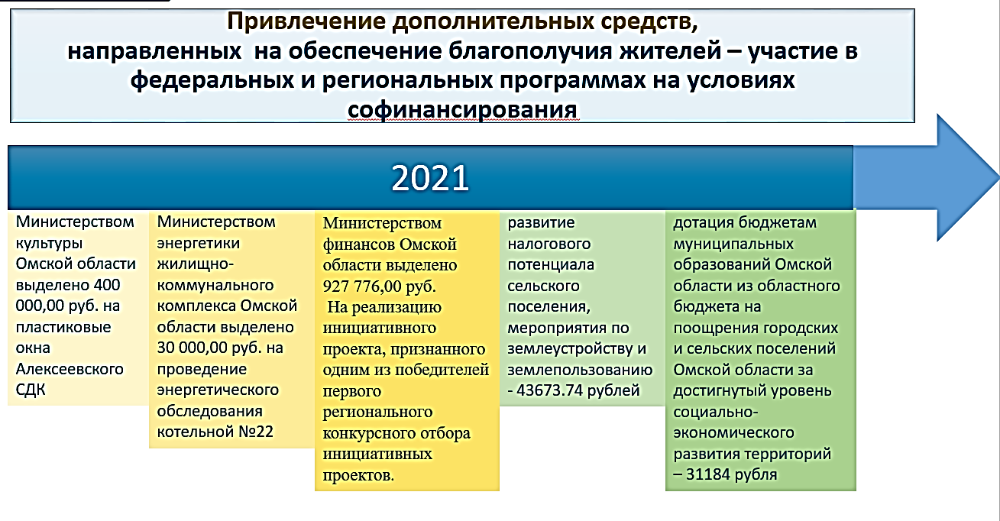 Привлечение дополнительных средств,
направленных на обеспечение благополучия жителей – участие в
федеральных и региональных программах на условиях
софинансирования
2021
Министерством
культуры
Омской области
выделено 400
000,00 руб. на
пластиковые
окна
Алексеевского
СДК
Министерством
энергетики
жилищно-
коммунального
комплекса Омской
области выделено
30 000,00 руб. на
проведение
энергетического
обследования
котельной №22
Министерством
финансов Омской
области выделено
927 776,00 руб.
На реализацию
инициативного
проекта, признанного
одним из победителей
первого
регионального
конкурсного отбора
инициативных
проектов.
развитие
налогового
потенциала
сельского
поселения,
мероприятия по
землеустройству и
землепользованию
- 43673.74 рублей
дотация бюджетам
муниципальных
образований Омской
области из областного
бюджета на
поощрения городских
и сельских поселений
Омской области за
достигнутый уровень
социально-
экономического
развития территорий
– 31184 рубля